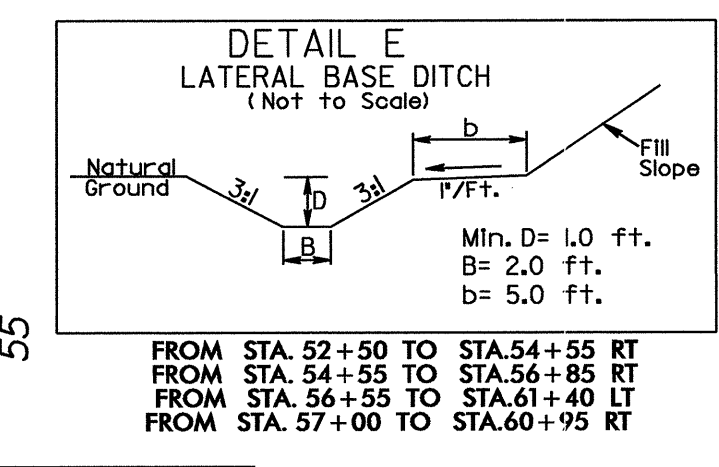 DETAIL E
LATERAL BASE DITCH
(Not to Scale)
b
Natural
Ground
3:1
D
3:1
1"/Ft.
Fill
Slope
B
Min. D= 1.0 ft.
B= 2.0 ft.
b= 5.0 ft.
55
FROM STA. 52+50 TO STA.54+55 RT
FROM STA. 54+55 TO STA.56+85 RT
FROM STA. 56+55 TO STA.61+40 LT
FROM STA. 57+00 TO STA.60+95 RT